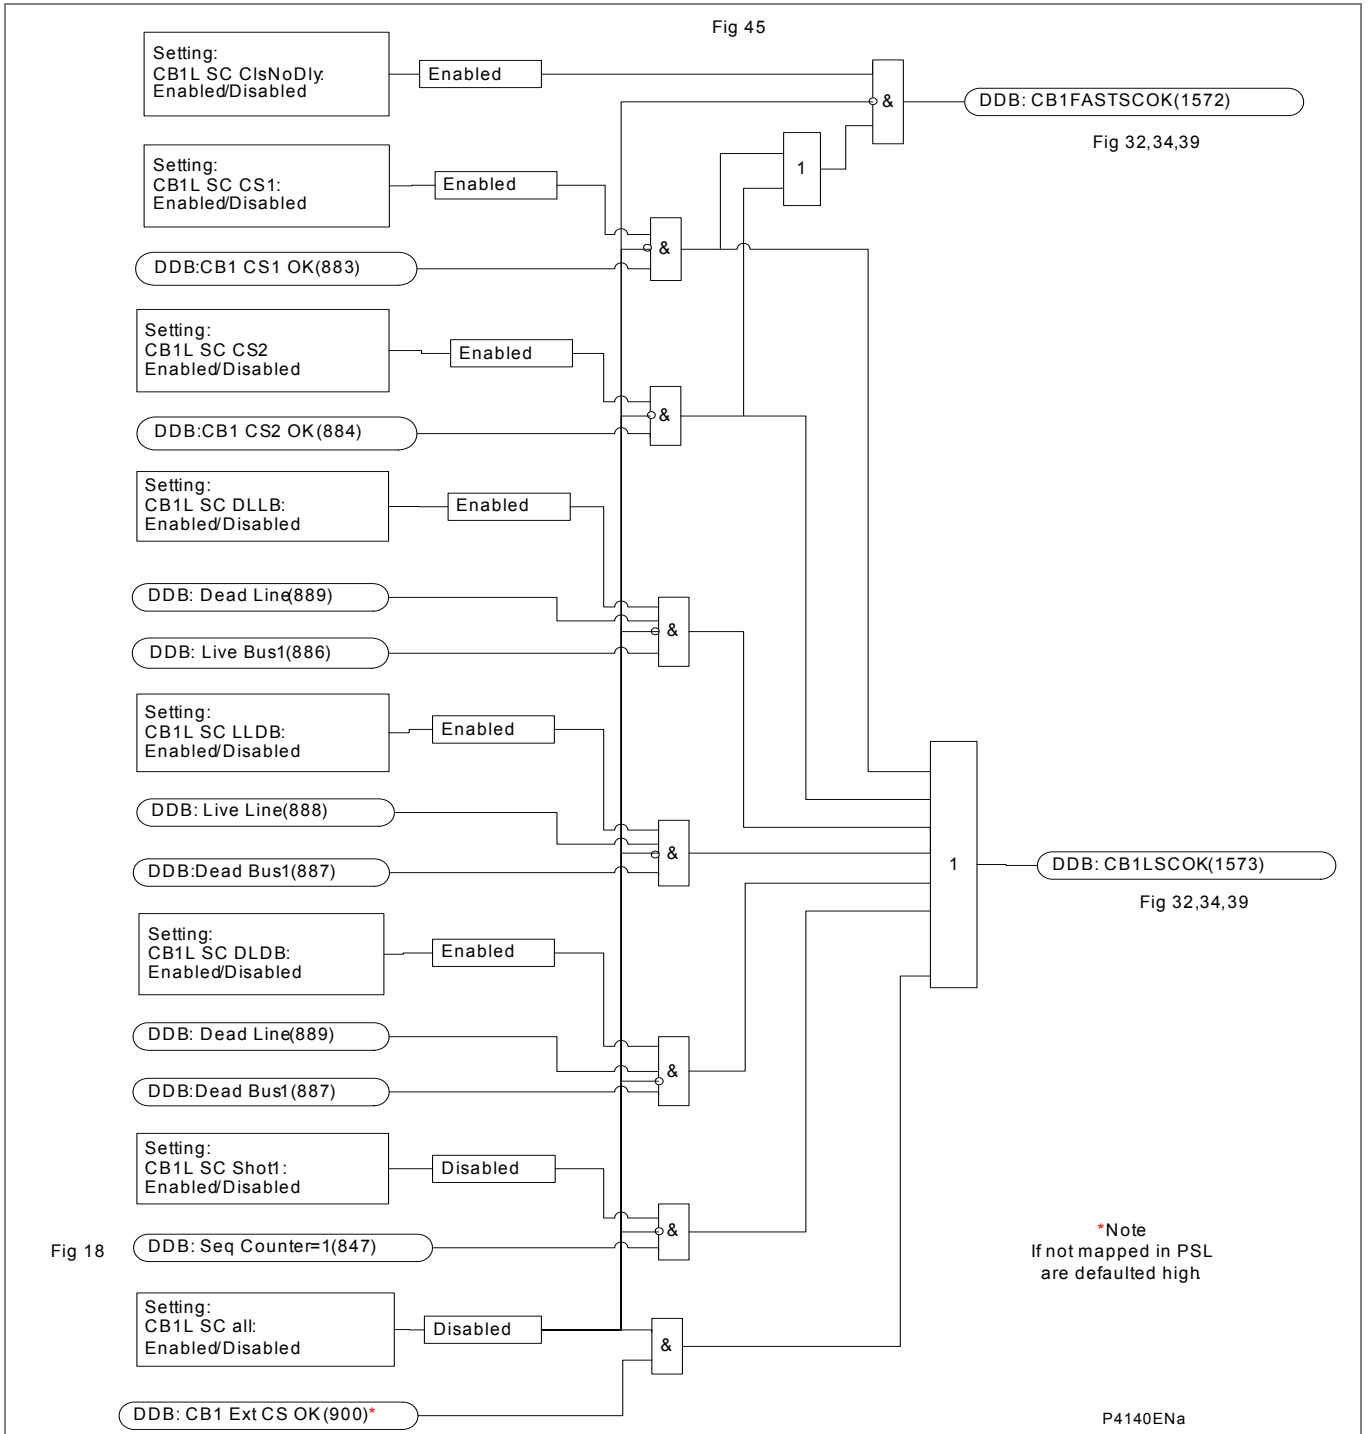 Fig 45
Setting:
CB1L SC ClsNoDly:
Enabled/Disabled
Enabled
&
DDB: CB1FASTSCOK(1572)
Fig 32,34,39
1
Setting:
CB1L SC CS1:
Enabled/Disabled
Enabled
&
DDB:CB1 CS1 OK(883)
Setting:
CB1L SC CS2
Enabled/Disabled
Enabled
&
DDB:CB1 CS2 OK(884)
Setting:
CB1L SC DLLB:
Enabled/Disabled
Enabled
DDB: Dead Line(889)
&
DDB: Live Bus1(886)
Setting:
CB1L SC LLDB:
Enabled/Disabled
Enabled
DDB: Live Line(888)
&
DDB:Dead Bus1(887)
1
DDB: CB1LSCOK(1573)
Fig 32,34,39
Setting:
CB1L SC DLDB:
Enabled/Disabled
Enabled
DDB: Dead Line(889)
&
DDB:Dead Bus1(887)
Setting:
CB1L SC Shot1:
Enabled/Disabled
Disabled
&
Fig 18
DDB: Seq Counter=1(847)
*Note
If not mapped in PSL
are defaulted high.
Setting:
CB1L SC all:
Enabled/Disabled
Disabled
&
DDB: CB1 Ext CS OK(900)*
P4140ENa